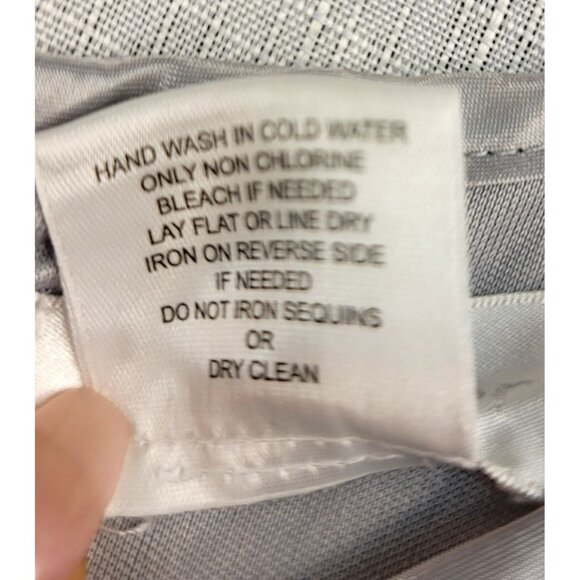 HAND WASH IN COLD WATER
ONLY NON CHLORINE
BLEACH IF NEEDED
LAY FLAT OR LINE DRY
IRON ON REVERSE SIDE
IF NEEDED
DO NOT IRON SEQUINS
OR
DRY CLEAN